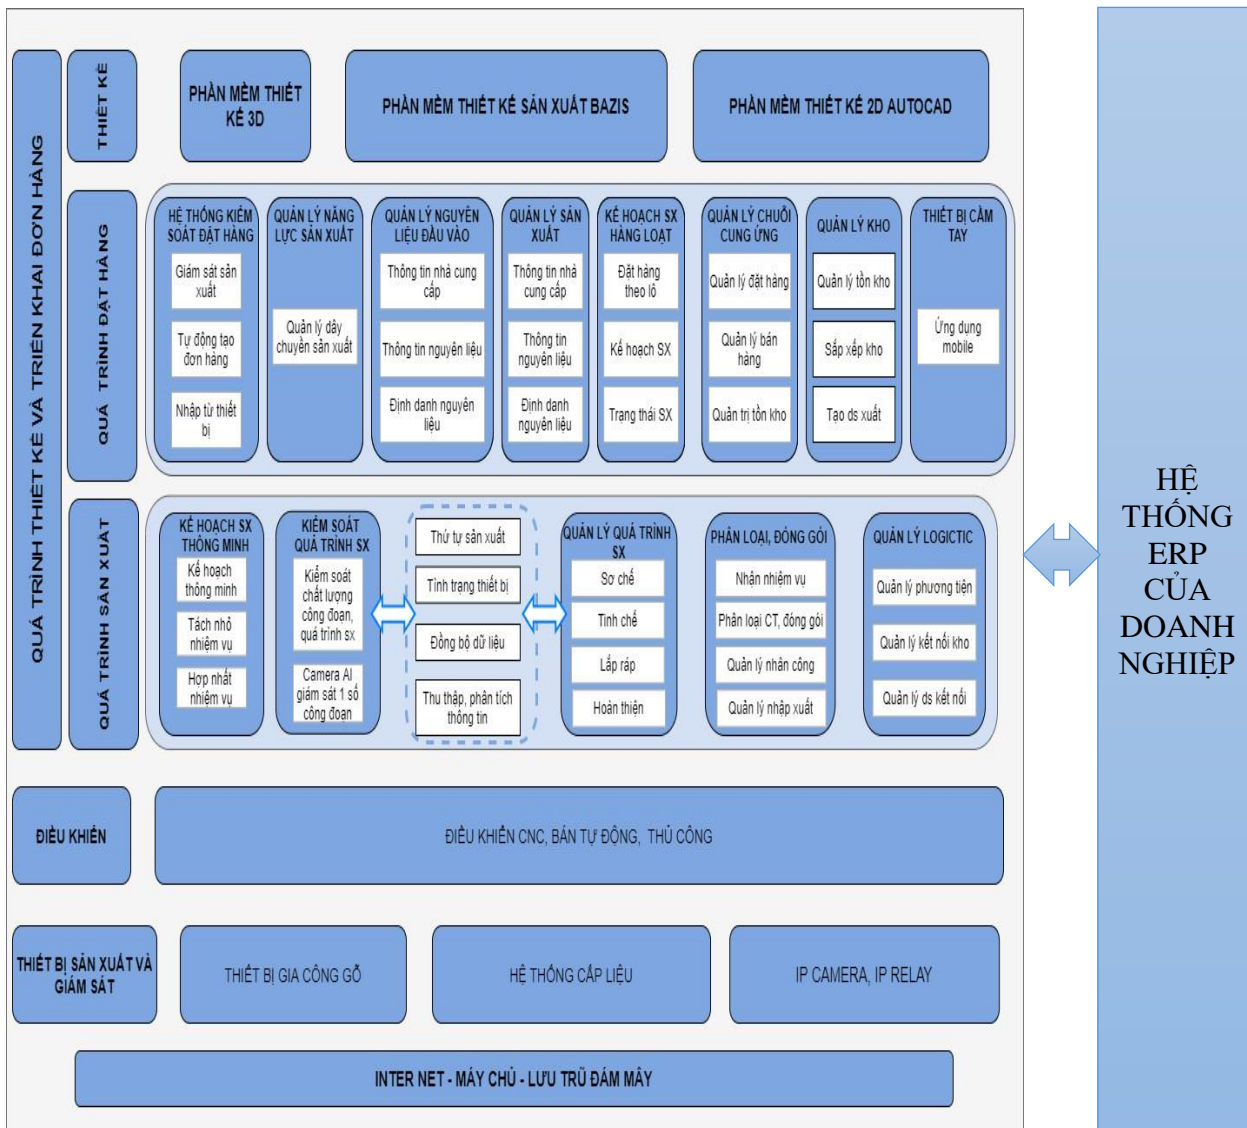 QUÁ TRÌNH THIẾT KẾ VÀ TRIỂN KHAI ĐƠN HÀNG
THIẾT KẾ
PHẦN MỀM THIẾT
KẾ 3D
PHẦN MỀM THIẾT KẾ SẢN XUẤT BAZIS
PHẦN MỀM THIẾT KẾ 2D AUTOCAD
QUÁ TRÌNH ĐẶT HÀNG
HỆ THỐNG KIỂM
SOÁT ĐẶT HÀNG
Giám sát sản
xuất
Tự động tạo
đơn hàng
Nhập từ thiết
bị
QUẢN LÝ NĂNG
LỰC SẢN XUẤT
Quản lý dây
chuyền sản xuất
QUẢN LÝ NGUYÊN
LIỆU ĐẦU VÀO
Thông tin nhà cung
cấp
Thông tin nguyên liệu
Định danh nguyên
liệu
QUẢN LÝ SẢN
XUẤT
Thông tin nhà
cung cấp
Thông tin
nguyên liệu
Định danh
nguyên liệu
KẾ HOẠCH SX
HÀNG LOẠT
Đặt hàng
theo lô
Kế hoạch SX
Trạng thái SX
QUẢN LÝ CHUỖI
CUNG ỨNG
Quản lý đặt hàng
Quản lý bán
hàng
Quản trị tồn kho
QUẢN LÝ KHO
Quản lý tồn kho
Sắp xếp kho
Tạo ds xuất
THIẾT BỊ CẦM
TAY
Ứng dụng
mobile
QUÁ TRÌNH SẢN XUẤT
KẾ HOẠCH SX
THÔNG MINH
Kế hoạch
thông minh
Tách nhỏ
nhiệm vụ
Hợp nhất
nhiệm vụ
KIỂM SOÁT
QUÁ TRÌNH SX
Kiểm soát
chất lượng
công đoạn,
quá trình sx
Camera AI
giám sát 1 số
công đoạn
Thứ tự sản xuất
Tình trạng thiết bị
Đồng bộ dữ liệu
Thu thập, phân tích
thông tin
QUẢN LÝ QUÁ TRÌNH
SX
Sơ chế
Tinh chế
Lắp ráp
Hoàn thiện
PHÂN LOẠI, ĐÓNG GÓI
Nhận nhiệm vụ
Phân loại CT, đóng gói
Quản lý nhân công
Quản lý nhập xuất
QUẢN LÝ LOGICTIC
Quản lý phương tiện
Quản lý kết nối kho
Quản lý ds kết nối
ĐIỀU KHIỂN
ĐIỀU KHIỂN CNC, BÁN TỰ ĐỘNG, THỦ CÔNG
THIẾT BỊ SẢN XUẤT VÀ
GIÁM SÁT
THIẾT BỊ GIA CÔNG GỖ
HỆ THỐNG CẤP LIỆU
IP CAMERA, IP RELAY
INTER NET - MÁY CHỦ - LƯU TRŨ ĐÁM MÂY
HỆ
THỐNG
ERP
CỦA
DOANH
NGHIỆP